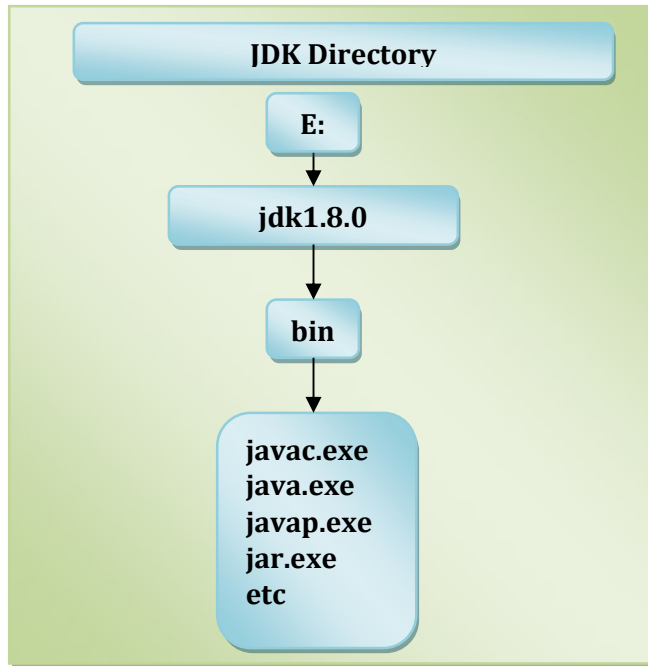 JDK Directory
E:
jdk1.8.0
bin
javac.exe
java.exe
javap.exe
jar.exe
etc